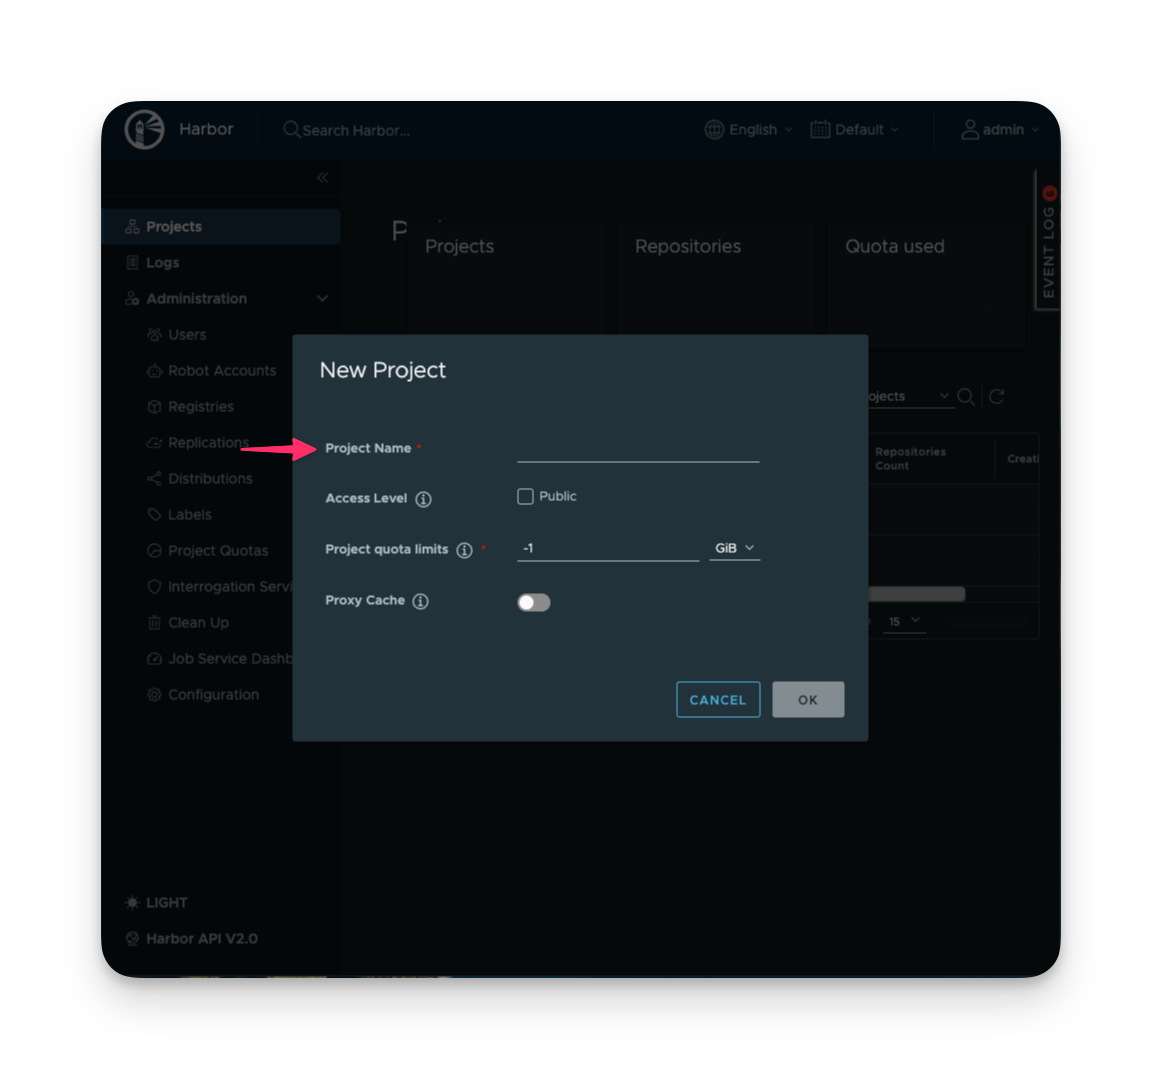 Harbor
Search Harbor...
English
Default
admin
EVENT LOG
Projects
Logs
Administration
Users
Robot Accounts
Registries
Replications
Distributions
Labels
Project Quotas
Interrogation Servi
Clean Up
Job Service Dashb
Configuration
LIGHT
Harbor API V2.0
Projects
Repositories
Quota used
ojects
Repositories
Count
Creati
15
New Project
Project Name *
Access Level
Public
Project quota limits *
-1
GiB
Proxy Cache
CANCEL
OK